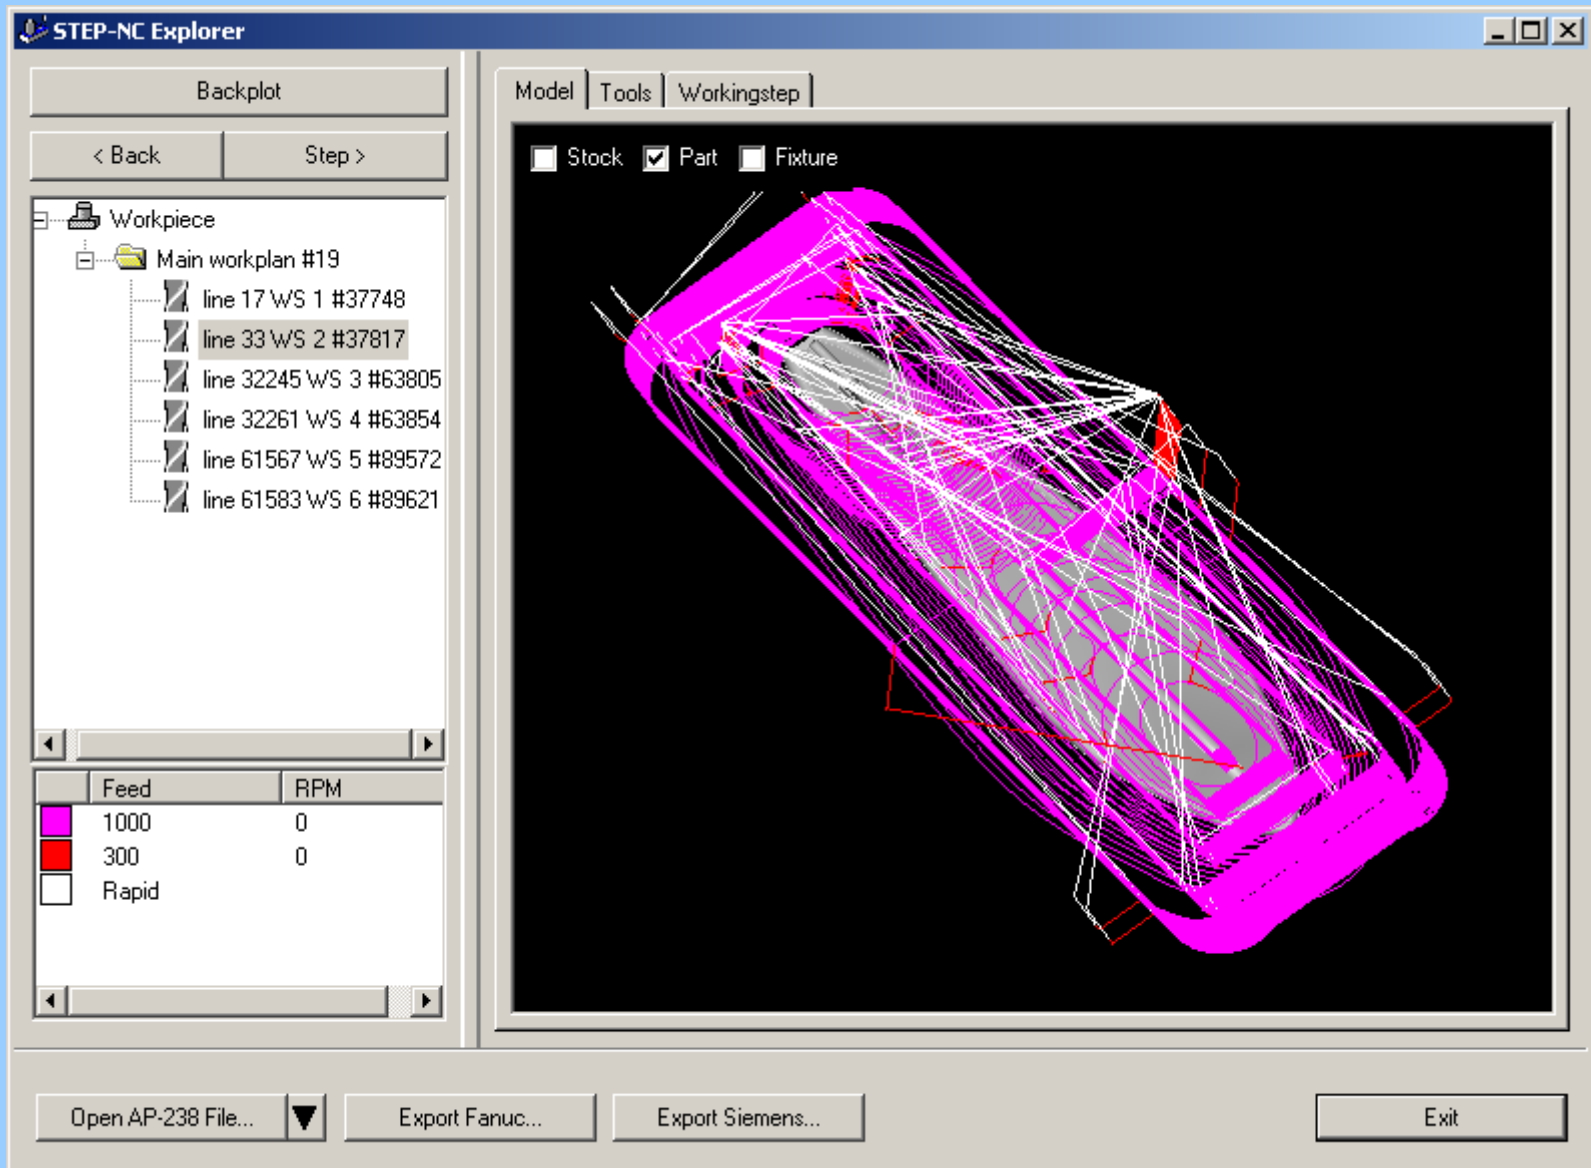 STEP-NC Explorer
Backplot
< Back
Step >
Workpiece
Main workplan #19
line 17 WS 1 #37748
line 33 WS 2 #37817
line 32245 WS 3 #63805
line 32261 WS 4 #63854
line 61567 WS 5 #89572
line 61583 WS 6 #89621
Feed RPM
1000 0
300 0
Rapid
Model Tools Workingstep
Stock Part Fixture
Open AP-238 File...
Export Fanuc...
Export Siemens...
Exit